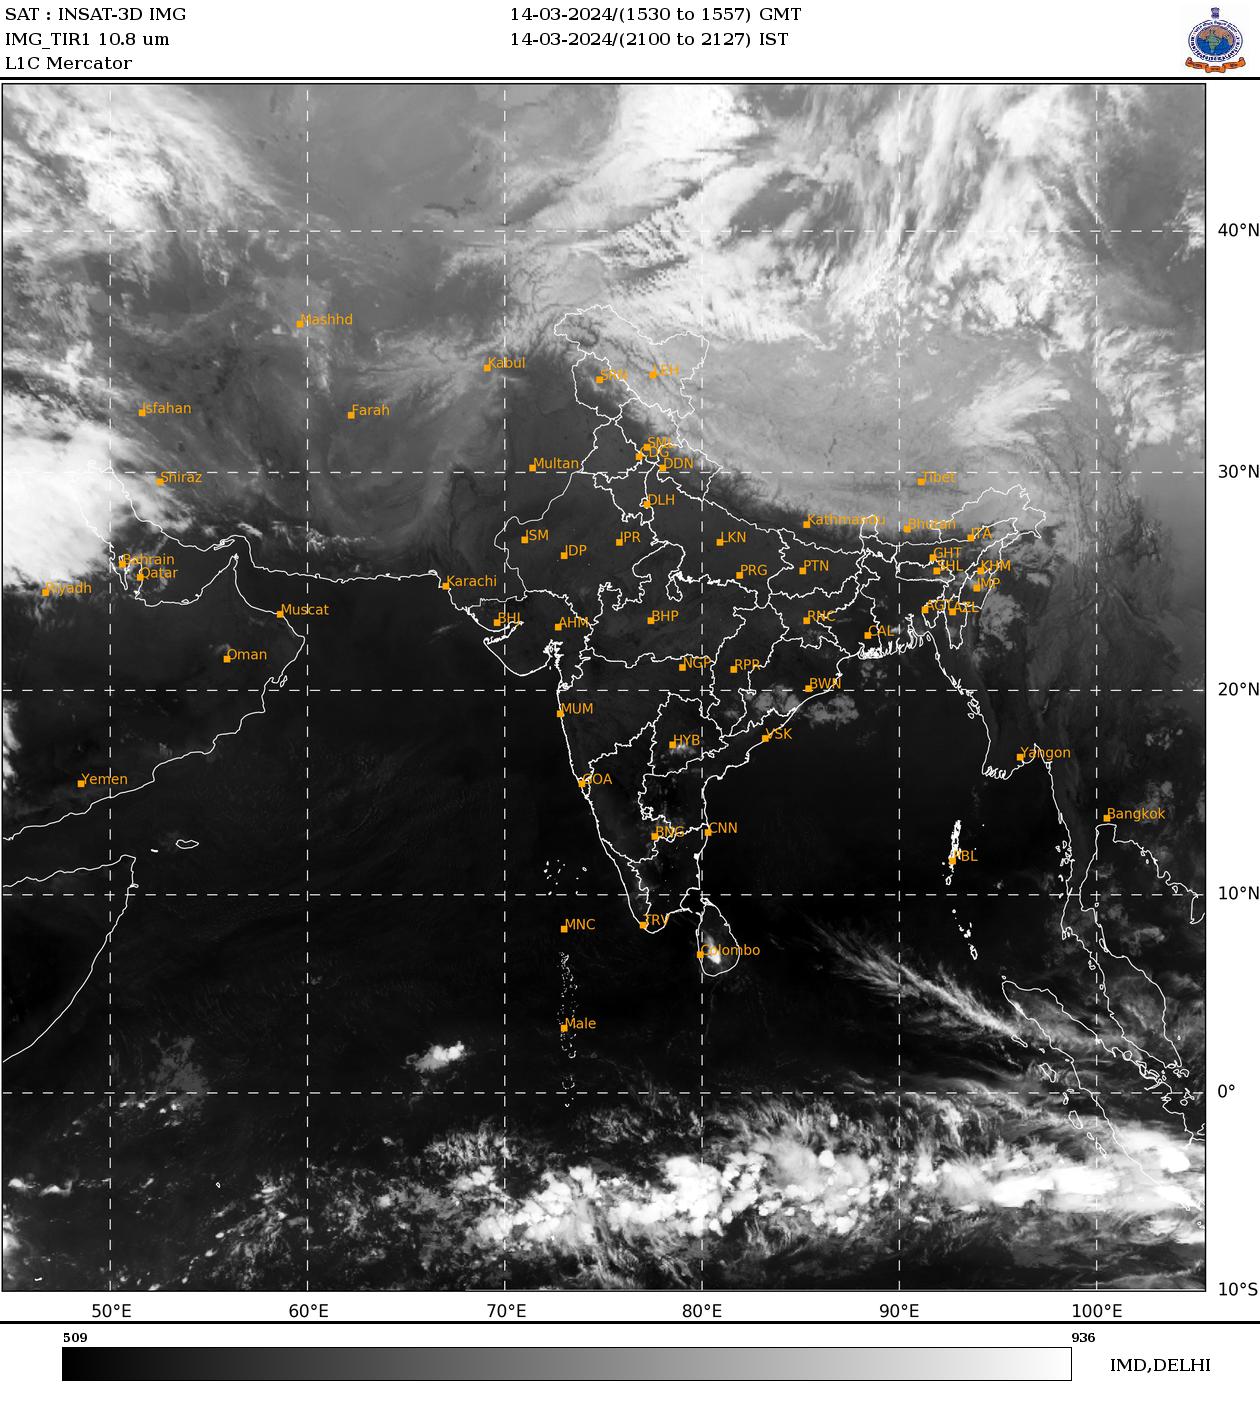 SAT : INSAT-3D IMG
14-03-2024/(1530 to 1557) GMT
IMG_TIR1 10.8 um
14-03-2024/(2100 to 2127) IST
L1C Mercator
40°N
Mashhd
Kabul
SRN
LEH
Isfahan
Farah
SML
CDG
Multan
DDN
30°N
Shiraz
Tibet
DLH
Kathmandu
Bhutan
JSM
JPR
LKN
ITA
JDP
GHT
Bahrain
Qatar
PRG
PTN
SHL
KHM
Karachi
IMP
Riyadh
AGT
AZL
Muscat
BHJ
AHM
BHP
RNC
CAL
Oman
NGP
RPR
20°N
BWN
MUM
VSK
HYB
Yangon
Yemen
GOA
Bangkok
BNG
CNN
PBL
10°N
MNC
TRV
Colombo
Male
0°
10°S
50°E
60°E
70°E
80°E
90°E
100°E
509
936
IMD,DELHI